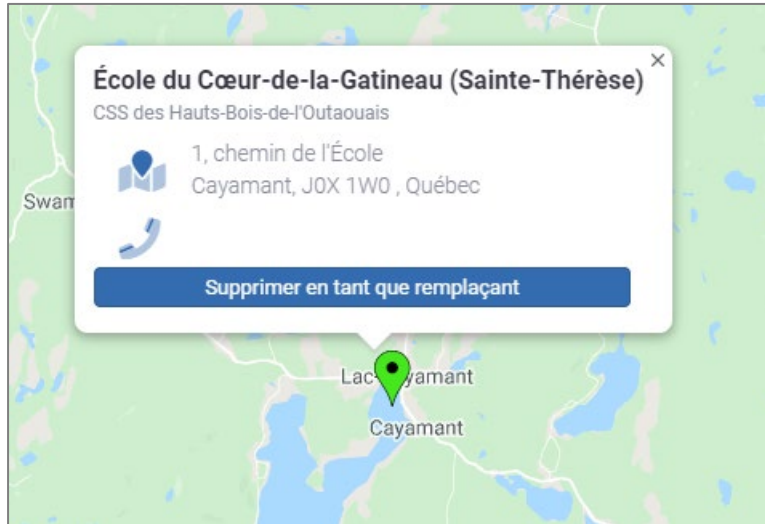 École du Cœur-de-la-Gatineau (Sainte-Thérèse)
CSS des Hauts-Bois-de-l'Outaouais
1, chemin de l'École
Cayamant, J0X 1W0 , Québec
Swam
Supprimer en tant que remplaçant
Lac- yamant
Cayamant